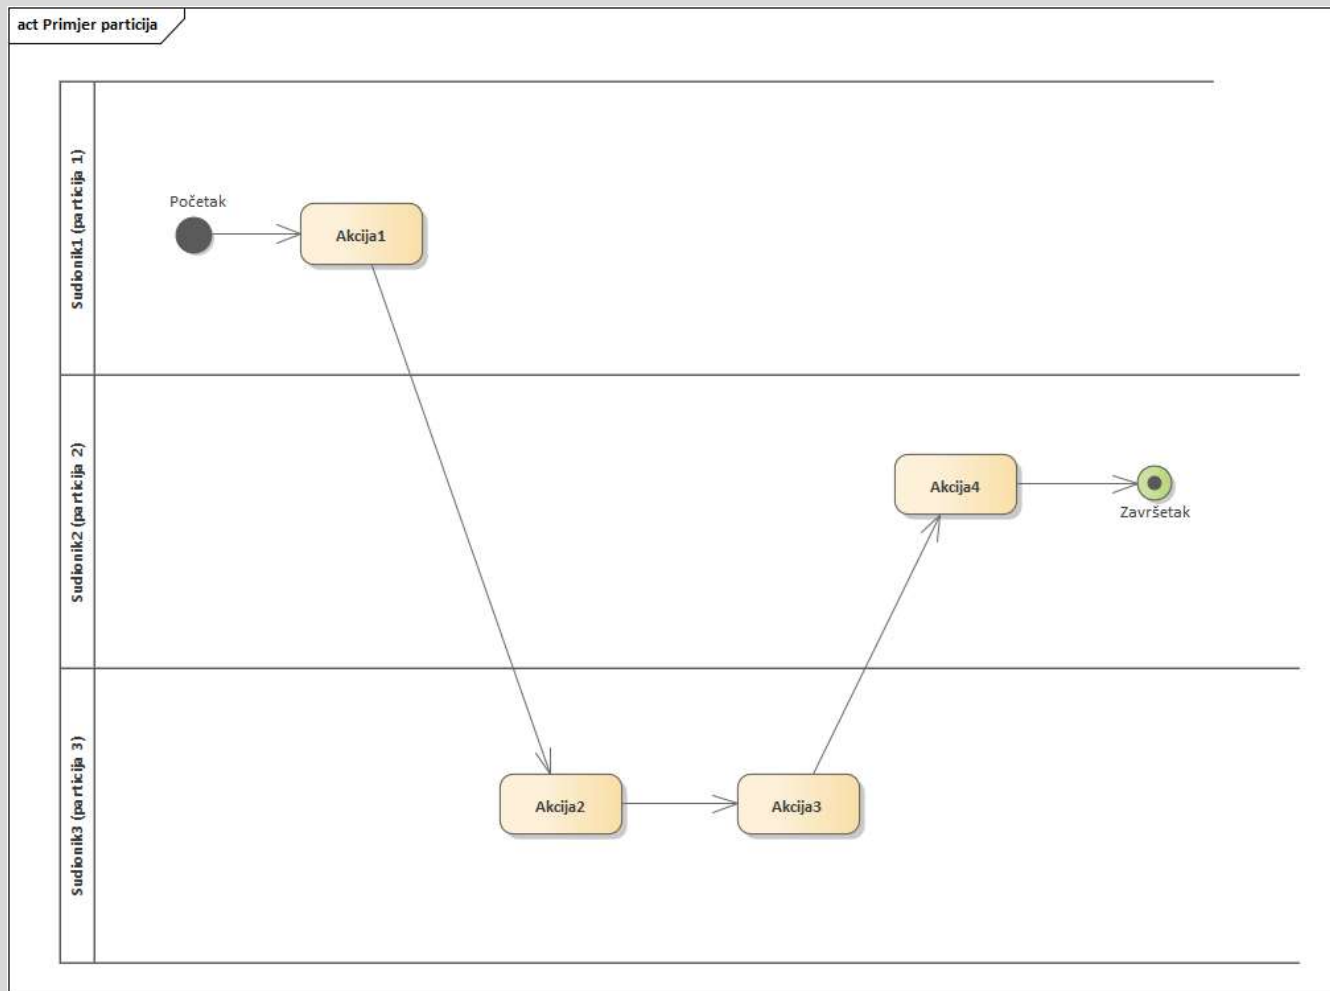 act Primjer particija
Sudionik1 (particija 1)
Početak
Akcija1
Sudionik2 (particija 2)
Akcija4
Završetak
Sudionik3 (particija 3)
Akcija2
Akcija3